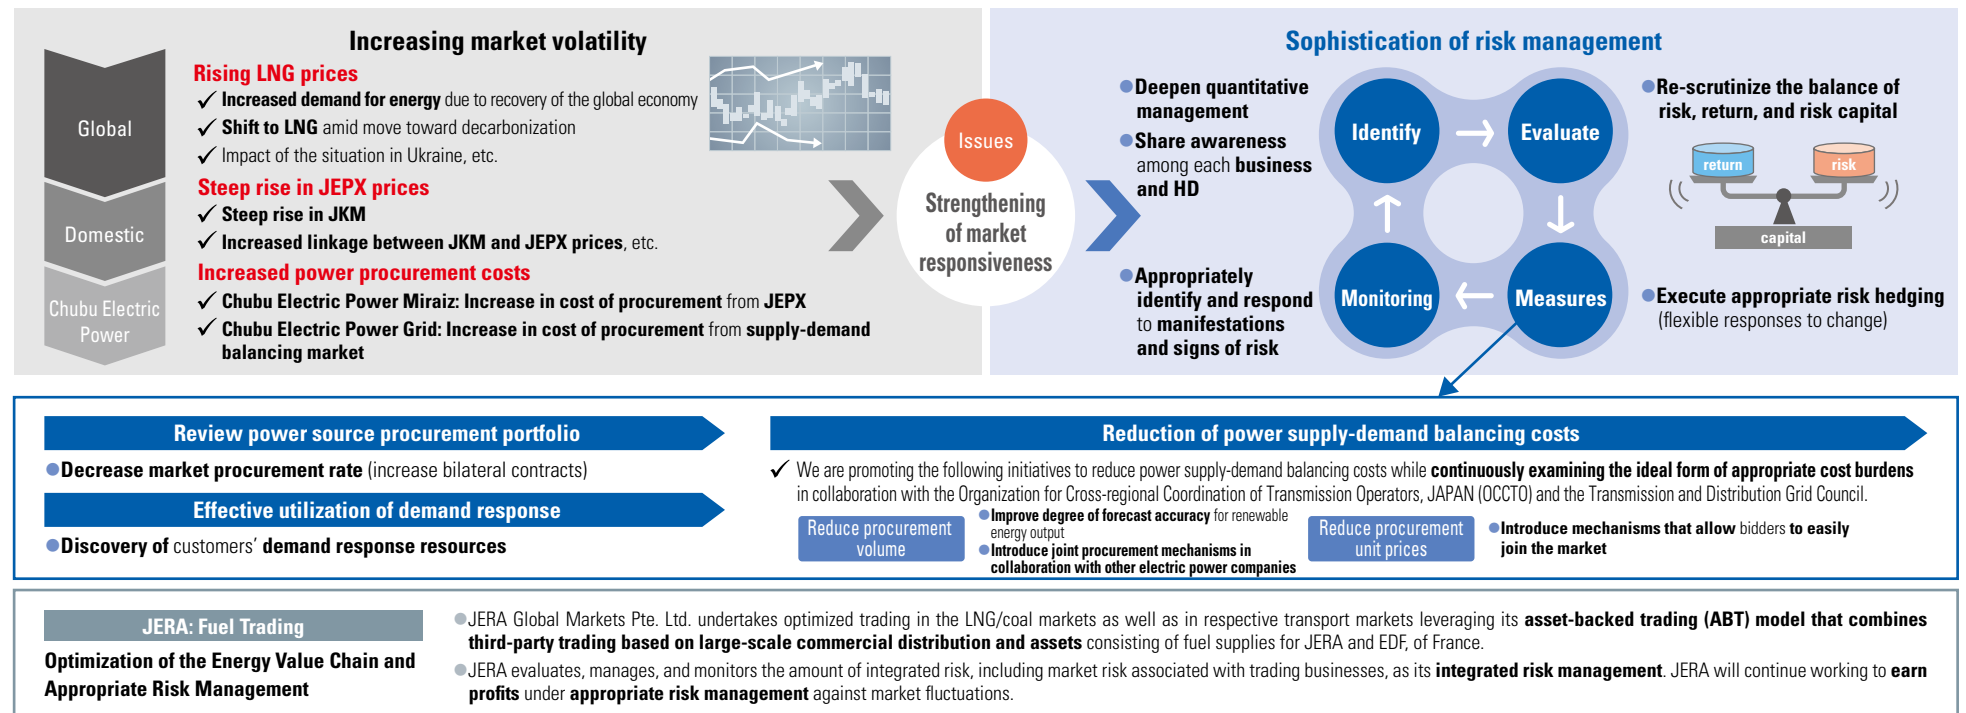 Increasing market volatility
Global
Rising LNG prices
✓ Increased demand for energy due to recovery of the global economy
✓ Shift to LNG amid move toward decarbonization
✓ Impact of the situation in Ukraine, etc.
Domestic
Steep rise in JEPX prices
✓ Steep rise in JKM
✓ Increased linkage between JKM and JEPX prices, etc.
Chubu Electric
Power
Increased power procurement costs
✓ Chubu Electric Power Miraiz: Increase in cost of procurement from JEPX
✓ Chubu Electric Power Grid: Increase in cost of procurement from supply-demand
balancing market
Issues
Strengthening
of market
responsiveness
Sophistication of risk management
●Deepen quantitative
management
●Share awareness
among each business
and HD
●Appropriately
identify and respond
to manifestations
and signs of risk
Identify
Evaluate
Monitoring
Measures
●Re-scrutinize the balance of
risk, return, and risk capital
return
risk
capital
●Execute appropriate risk hedging
(flexible responses to change)
Review power source procurement portfolio
●Decrease market procurement rate (increase bilateral contracts)
Effective utilization of demand response
●Discovery of customers' demand response resources
Reduction of power supply-demand balancing costs
✓ We are promoting the following initiatives to reduce power supply-demand balancing costs while continuously examining the ideal form of appropriate cost burdens
in collaboration with the Organization for Cross-regional Coordination of Transmission Operators, JAPAN (OCCTO) and the Transmission and Distribution Grid Council.
Reduce procurement
volume
●Improve degree of forecast accuracy for renewable
energy output
●Introduce joint procurement mechanisms in
collaboration with other electric power companies
Reduce procurement
unit prices
●Introduce mechanisms that allow bidders to easily
join the market
JERA: Fuel Trading
Optimization of the Energy Value Chain and
Appropriate Risk Management
●JERA Global Markets Pte. Ltd. undertakes optimized trading in the LNG/coal markets as well as in respective transport markets leveraging its asset-backed trading (ABT) model that combines
third-party trading based on large-scale commercial distribution and assets consisting of fuel supplies for JERA and EDF, of France.
●JERA evaluates, manages, and monitors the amount of integrated risk, including market risk associated with trading businesses, as its integrated risk management. JERA will continue working to earn
profits under appropriate risk management against market fluctuations.